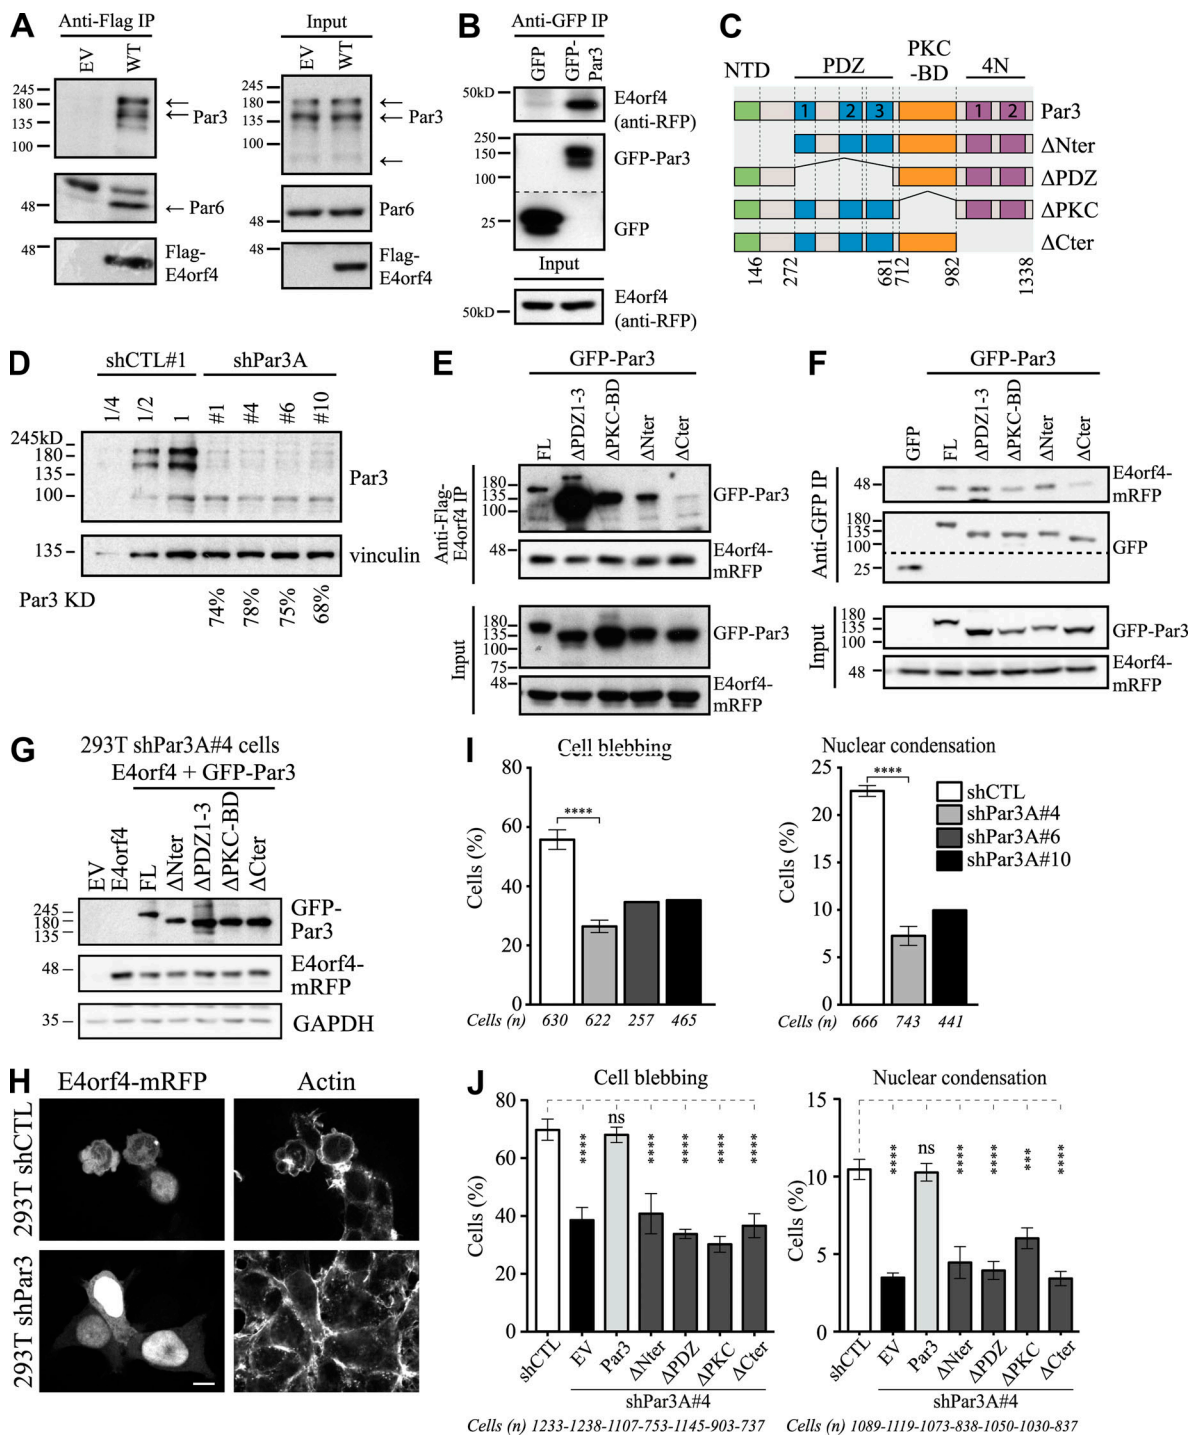 A
Anti-Flag IP
EV
WT
245
180
135
100
Par3
48
Par6
48
Flag-
E4orf4
Input
EV
WT
245
180
135
100
Par3
48
Par6
48
Flag-
E4orf4
B
Anti-GFP IP
GFP
GFP-
Par3
50kD
E4orf4
(anti-RFP)
250
150
100
GFP-Par3
25
GFP
Input
50kD
E4orf4
(anti-RFP)
C
NTD
PDZ
PKC
-BD
4N
1
2
3
1
2
Par3
ΔNter
ΔPDZ
ΔPKC
ΔCter
146
272
681
712
982
1338
D
shCTL#1
shPar3A
1/4
1/2
1
#1
#4
#6
#10
245kD
180
135
100
Par3
135
vinculin
Par3 KD
74%
78%
75%
68%
E
GFP-Par3
FL
ΔPDZ1-3
ΔPKC-BD
ΔNter
ΔCter
Anti-Flag-
E4orf4 IP
180
135
100
GFP-Par3
48
E4orf4-
mRFP
Input
180
135
100
75
GFP-Par3
48
E4orf4-
mRFP
F
GFP-Par3
GFP
FL
ΔPDZ1-3
ΔPKC-BD
ΔNter
ΔCter
Anti-GFP IP
48
E4orf4-
mRFP
180
135
100
25
GFP
Input
180
135
100
GFP-Par3
48
E4orf4-
mRFP
G
293T shPar3A#4 cells
E4orf4 + GFP-Par3
EV
E4orf4
FL
ΔNter
ΔPDZ1-3
ΔPKC-BD
ΔCter
245
180
135
GFP-
Par3
48
E4orf4-
mRFP
35
GAPDH
H
E4orf4-mRFP
Actin
293T shCTL
293T shPar3
I
Cell blebbing
Cells (%)
80
60
40
20
0
****
Cells (n) 630 622 257 465
Nuclear condensation
Cells (%)
25
20
15
10
5
0
****
shCTL
shPar3A#4
shPar3A#6
shPar3A#10
Cells (n) 666 743 441
J
Cell blebbing
Cells (%)
80
60
40
20
0
****
ns
****
****
****
****
shCTL
EV
Par3
ΔNter
ΔPDZ
ΔPKC
ΔCter
shPar3A#4
Cells (n) 1233-1238-1107-753-1145-903-737
Nuclear condensation
Cells (%)
15
10
5
0
****
ns
****
****
***
****
shCTL
EV
Par3
ΔNter
ΔPDZ
ΔPKC
ΔCter
shPar3A#4
Cells (n) 1089-1119-1073-838-1050-1030-837